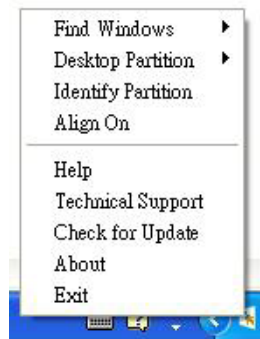 Find Windows
Desktop Partition
Identify Partition
Align On
Help
Technical Support
Check for Update
About
Exit